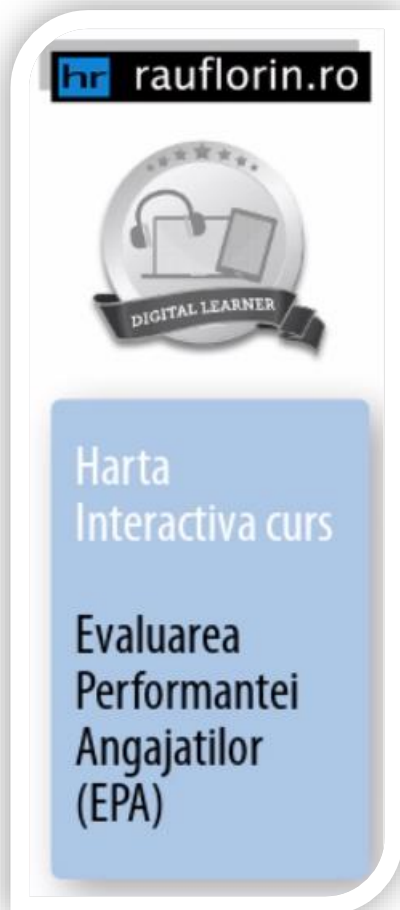 hr rauflorin.ro
DIGITAL LEARNER
Harta
Interactiva curs
Evaluarea
Performantei
Angajatilor
(EPA)